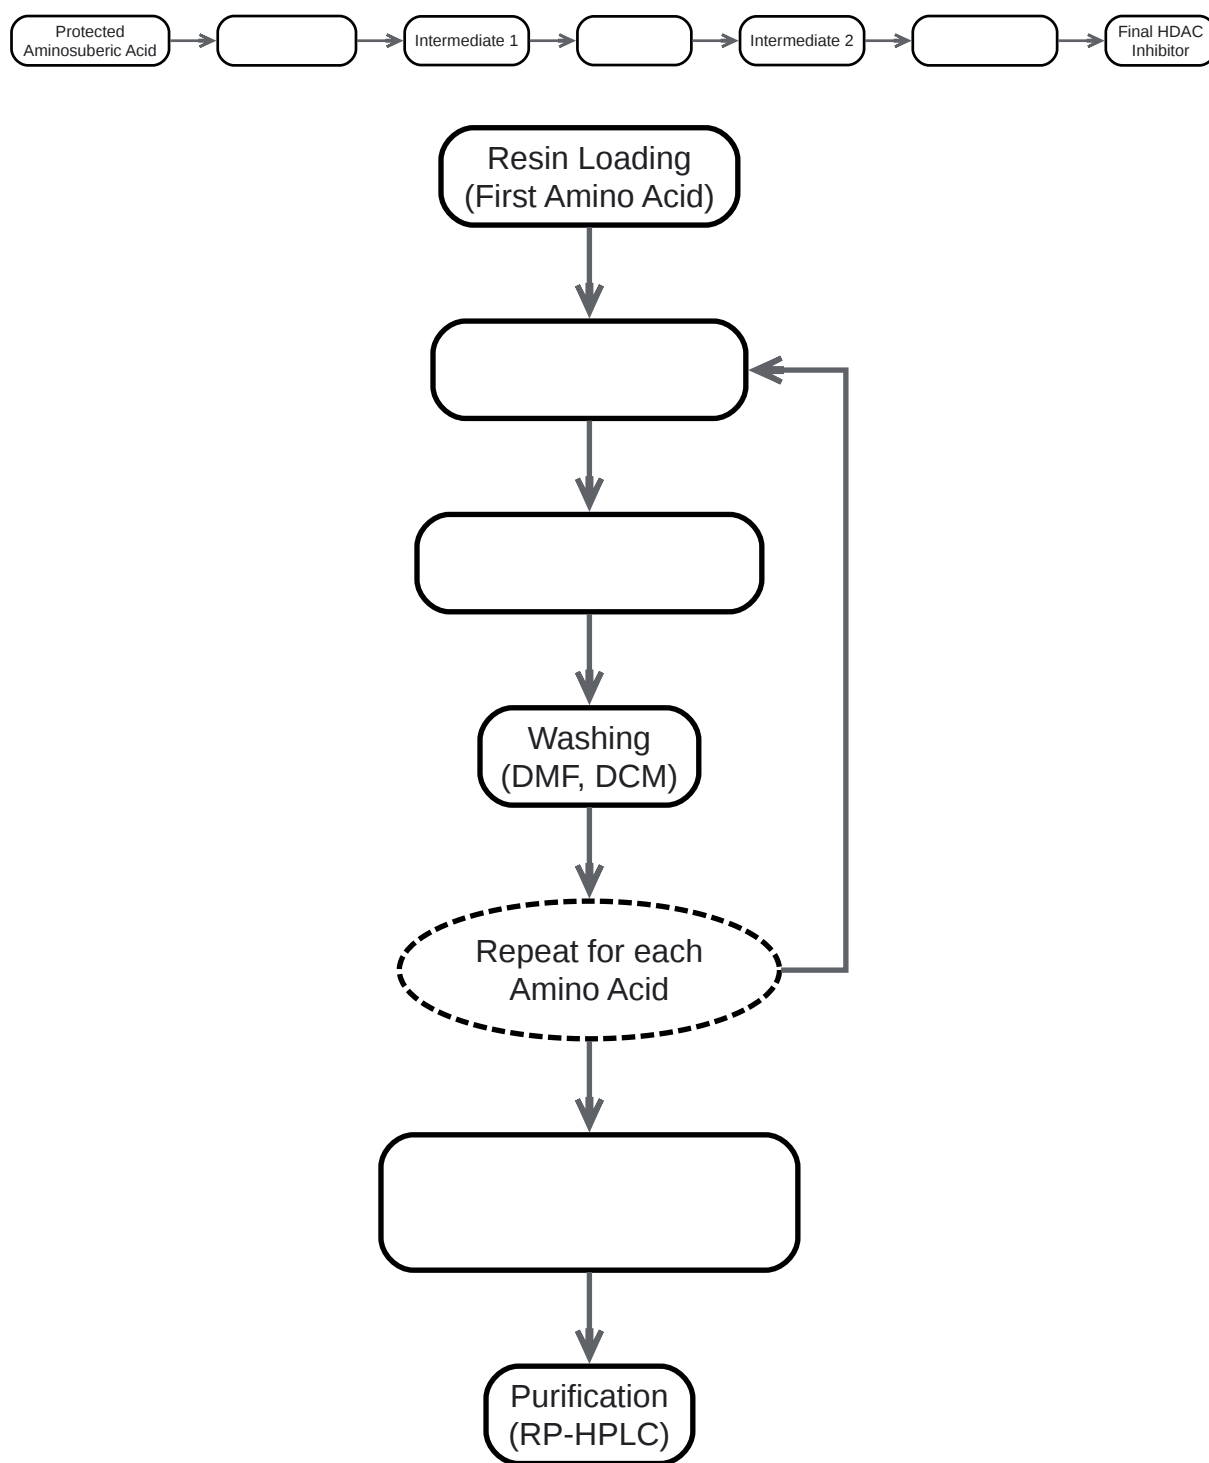 Protected
Aminosuberic Acid
Intermediate 1
Intermediate 2
Final HDAC
Inhibitor
Resin Loading
(First Amino Acid)
Washing
(DMF, DCM)
Repeat for each
Amino Acid
Purification
(RP-HPLC)